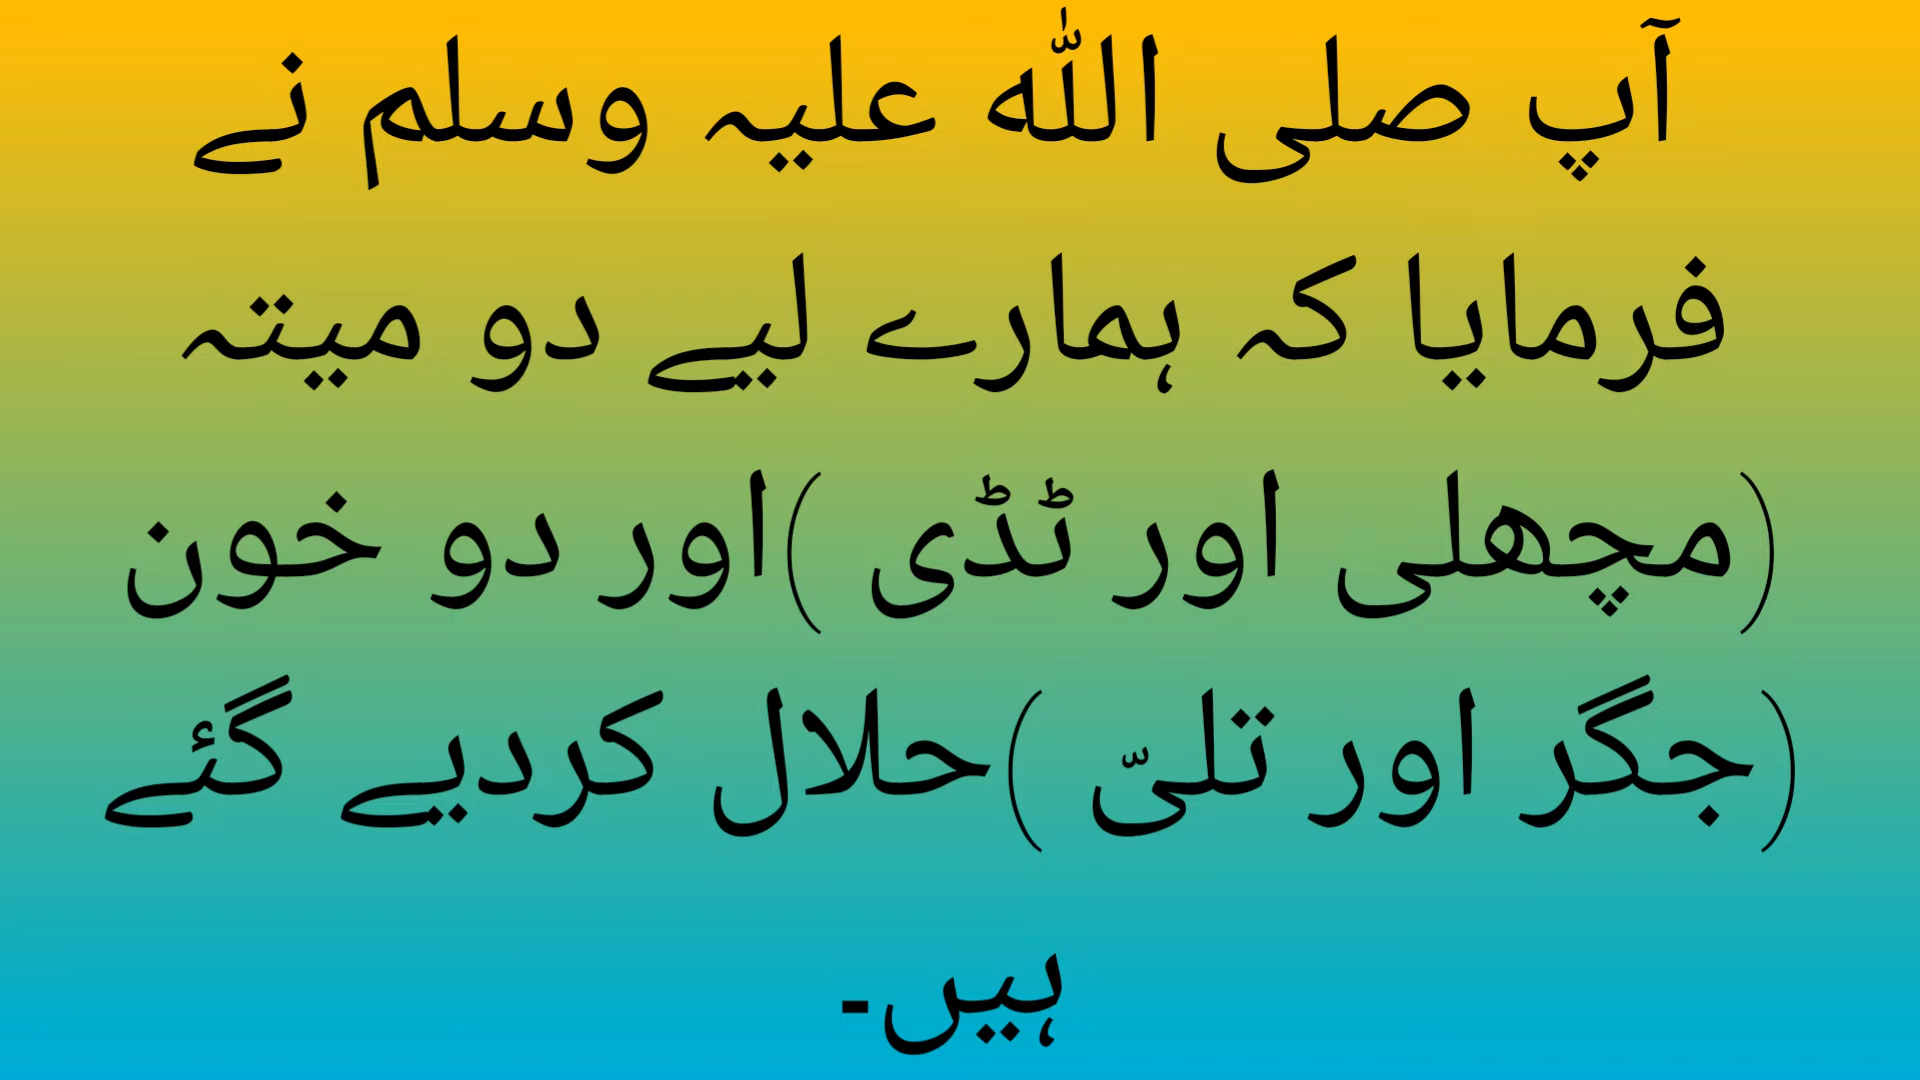 آپ صلی اللہ علیہ وسلم نے
فرمایا کہ ہمارے لیے دو میتہ
(مچھلی اور ٹڈی )اور دو خون
(جگر اور تلیّ )حلال کردیے گئے
ہیں۔